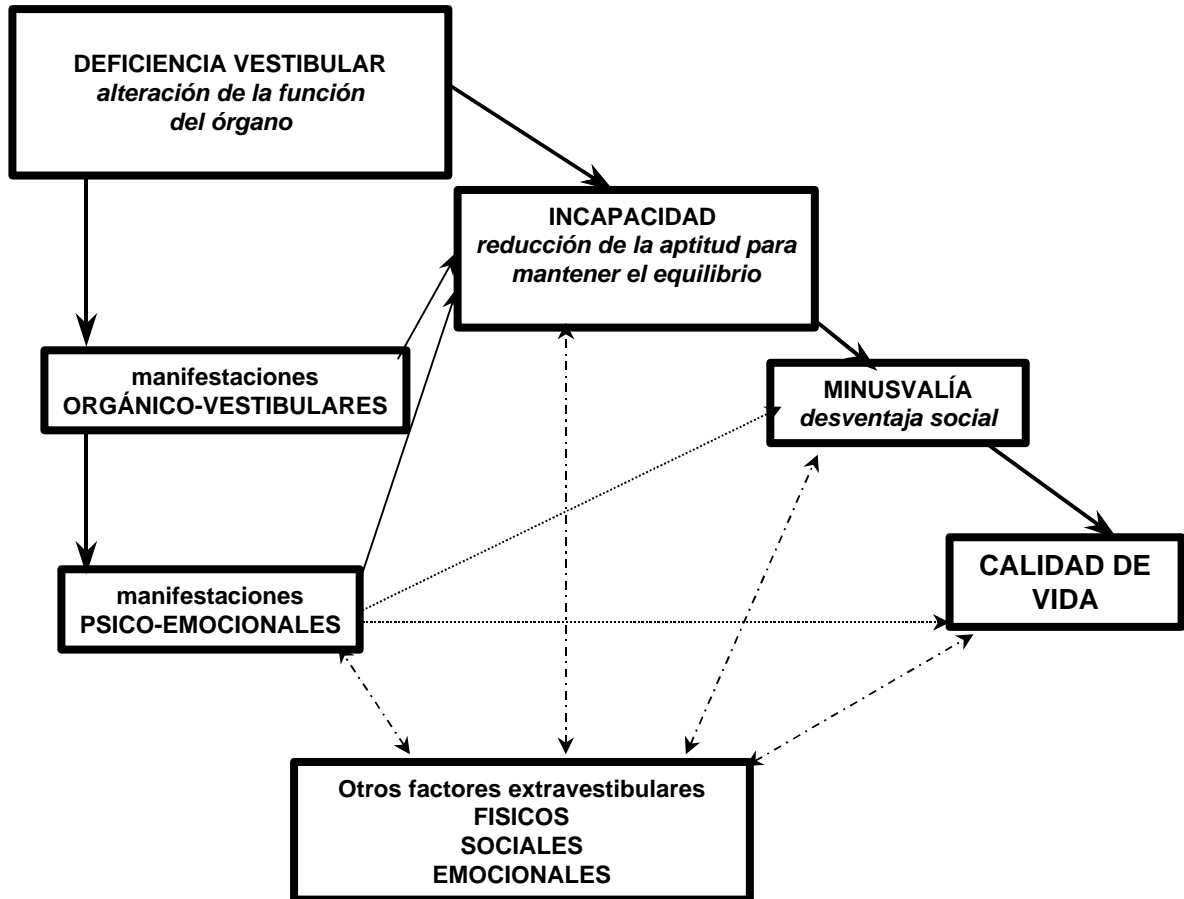 DEFICIENCIA VESTIBULAR
alteración de la función
del órgano
INCAPACIDAD
reducción de la aptitud para
mantener el equilibrio
manifestaciones
ORGÁNICO-VESTIBULARES
MINUSVALÍA
desventaja social
manifestaciones
PSICO-EMOCIONALES
CALIDAD DE
VIDA
Otros factores extravestibulares
FISICOS
SOCIALES
EMOCIONALES